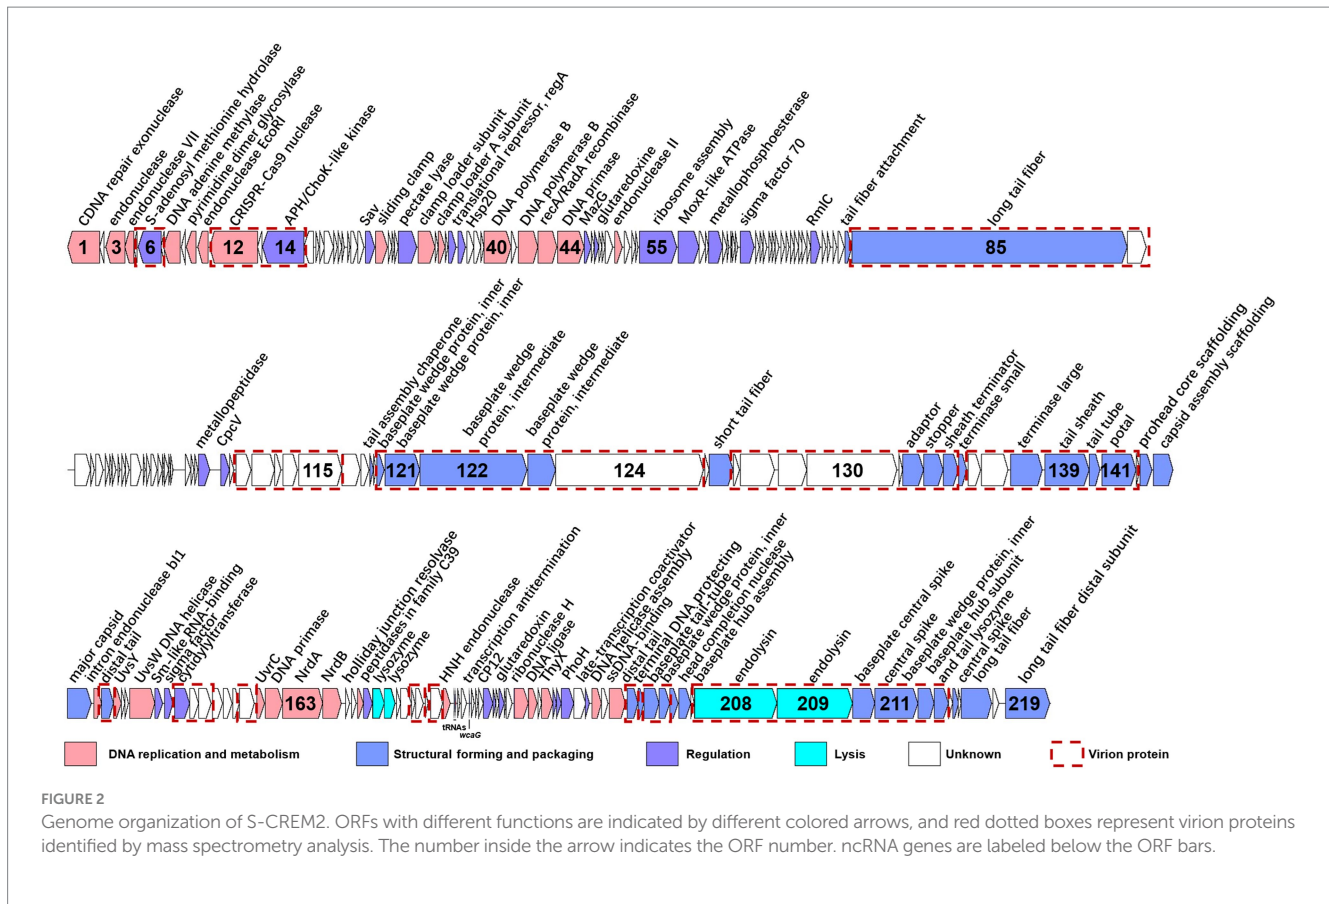 CDNA repair exonuclease
endonuclease
endonuclease VII
S-adenosyl methionine hydrolase
DNA adenine methylase
pyrimidine dimer glycosylase
endonuclease EcoRI
CRISPR-Cas9 nuclease
APH/ChoK-like kinase
Sav
sliding clamp
pectate lyase
clamp loader subunit
clamp loader A subunit
translational repressor, regA
Hsp20
DNA polymerase B
DNA polymerase B
recA/RadA recombinase
DNA primase
MazG
glutaredoxine
endonuclease II
ribosome assembly
MoxR-like ATPase
metallophosphoesterase
sigma factor 70
RmlC
tail fiber attachment
long tail fiber
1 3 6 12 14 40 44 55 85
metallopeptidase
CpcV
tail assembly chaperone
baseplate wedge protein, inner
baseplate wedge protein, inner
baseplate wedge
protein, intermediate
baseplate wedge
protein, intermediate
short tail fiber
adaptor
stopper
sheath terminator
terminase small
terminase large
tail sheath
tail tube
potal
prohead core scaffolding
capsid assembly scaffolding
115 121 122 124 130 139 141
major capsid
intron endonuclease bl1
distal tail
UvsY
UvsW DNA helicase
Sm-like RNA-binding
sigma factor
cytidylyltransferase
UvrC
DNA primase
NrdA
NrdB
holliday junction resolvase
peptidases in family C39
lysozyme
lysozyme
HNH endonuclease
transcription antitermination
CP12
glutaredoxin
ribonuclease H
DNA ligase
ThyX
PhoH
late-transcription coactivator
DNA helicase assembly
ssDNA-binding
distal tail
terminal DNA protecting
baseplate tail-tube
baseplate wedge protein, inner
head completion nuclease
baseplate hub assembly
endolysin
endolysin
baseplate central spike
central spike
baseplate wedge protein, inner
baseplate hub subunit
and tail lysozyme
central spike
long tail fiber
long tail fiber distal subunit
163 208 209 211 219
tRNAs
wcaG
DNA replication and metabolism
Structural forming and packaging
Regulation
Lysis
Unknown
Virion protein
FIGURE 2
Genome organization of S-CREM2. ORFs with different functions are indicated by different colored arrows, and red dotted boxes represent virion proteins
identified by mass spectrometry analysis. The number inside the arrow indicates the ORF number. ncRNA genes are labeled below the ORF bars.